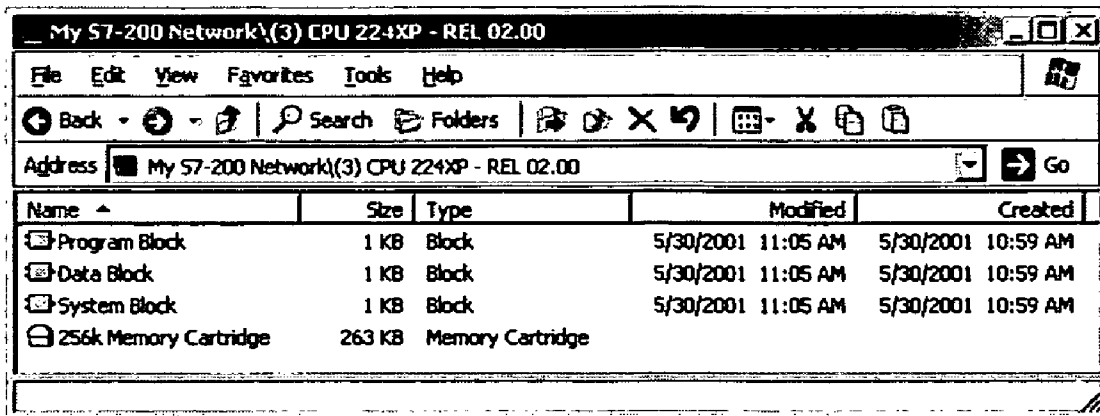 My S7-200 Network\(3) CPU 224XP - REL 02.00
File Edit View Favorites Tools Help
Back Search Folders
Address My S7-200 Network\(3) CPU 224XP - REL 02.00 Go
Name Size Type Modified Created
Program Block 1 KB Block 5/30/2001 11:05 AM 5/30/2001 10:59 AM
Data Block 1 KB Block 5/30/2001 11:05 AM 5/30/2001 10:59 AM
System Block 1 KB Block 5/30/2001 11:05 AM 5/30/2001 10:59 AM
256k Memory Cartridge 263 KB Memory Cartridge